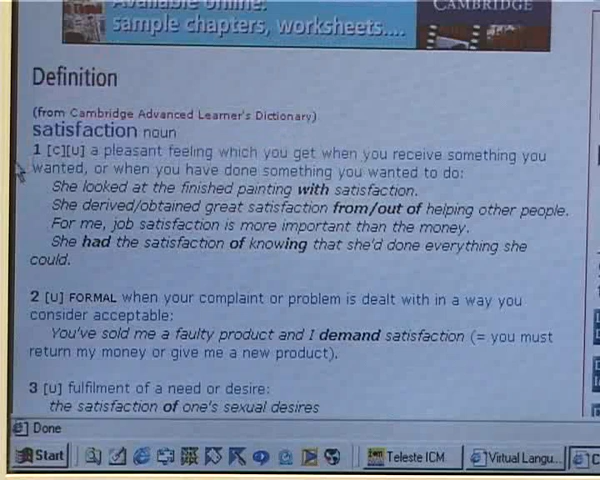 Available online:
sample chapters, worksheets....
CAMBRIDGE
Definition
(from Cambridge Advanced Learner's Dictionary)
satisfaction noun
1 [C][U] a pleasant feeling which you get when you receive something you
wanted, or when you have done something you wanted to do:
She looked at the finished painting with satisfaction.
She derived/obtained great satisfaction from/out of helping other people.
For me, job satisfaction is more important than the money.
She had the satisfaction of knowing that she'd done everything she
could.
2 [U] FORMAL when your complaint or problem is dealt with in a way you
consider acceptable:
You've sold me a faulty product and I demand satisfaction (= you must
return my money or give me a new product).
3 [U] fulfilment of a need or desire:
the satisfaction of one's sexual desires
Done
Start
Teleste ICM
Virtual Langu...